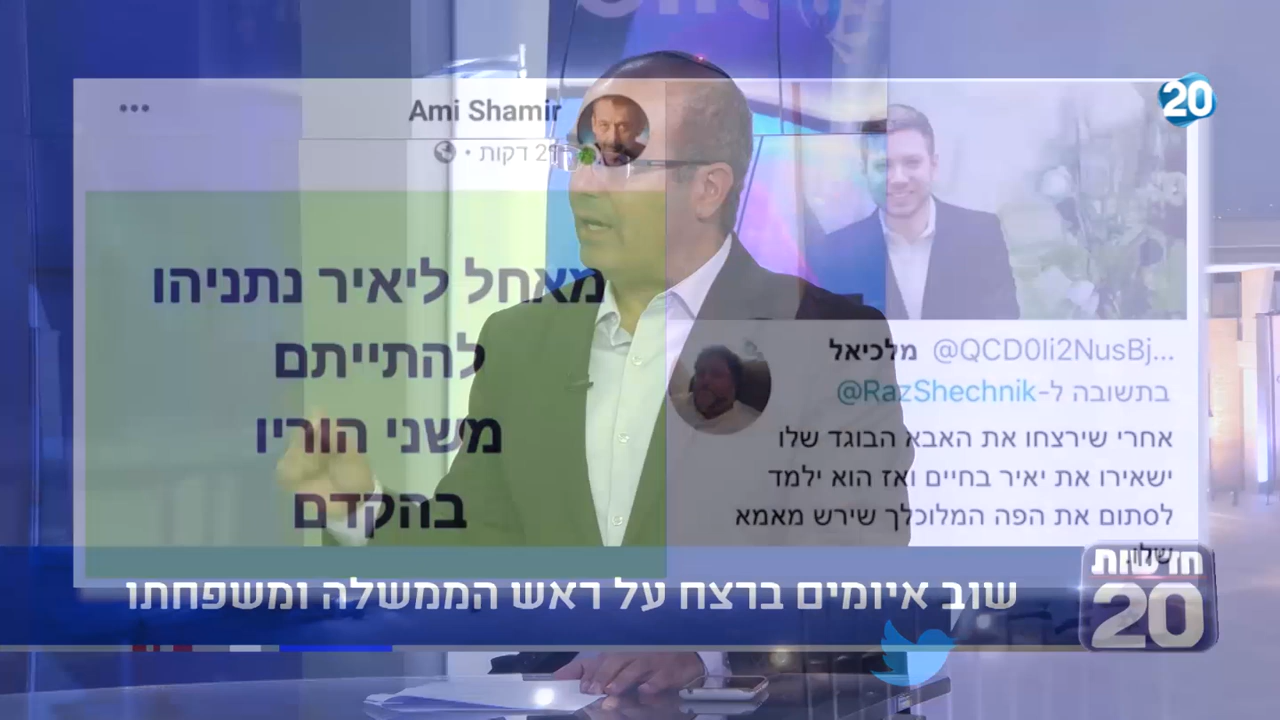 20
Ami Shamir
29 דקות
מאחל ליאיר נתניהו
להתייתם
משני הוריו
בהקדם
מלכיאל @QCD0li2NusBj...
בתשובה ל-@RazShechnik
אחרי שירצחו את האבא הבוגד שלו
ישאירו את יאיר בחיים ואז הוא ילמד
לסתום את הפה המלוכלך שירש מאמא
שלו
שוב איומים ברצח על ראש הממשלה ומשפחתו
חדשות
20